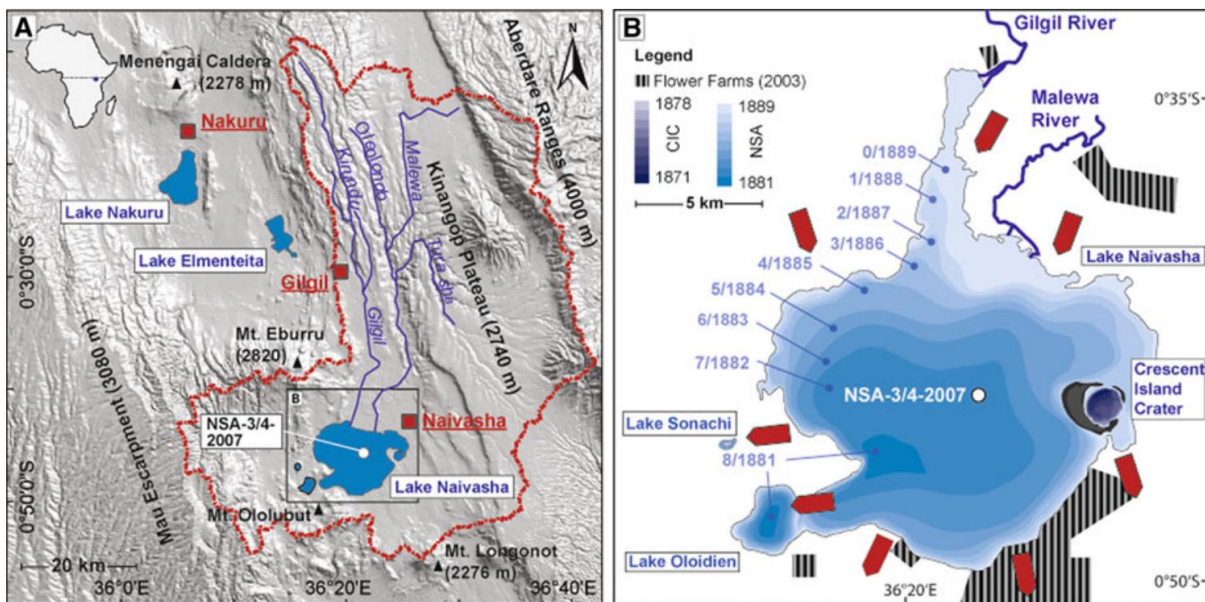 A
N
Menengai Caldera
(2278 m)
Aberdare Ranges (4000 m)
Nakuru
Lake Nakuru
Oteolondo
Malewa
Kinundu
Kinangop Plateau (2740 m)
Lake Elmenteita
Turasha
Gilgil
Gilgil
Mau Escarpment (3080 m)
Mt. Eburru
(2820)
B
NSA-3/4-
2007
Naivasha
Lake Naivasha
Mt. Ololubut
Mt. Longonot
(2276 m)
20 km
0°30'0"S
0°50'0"S
36°0'E
36°20'E
36°40'E
B
Legend
Flower Farms (2003)
1878
CIC
1871
1889
NSA
1881
5 km
Gilgil River
Malewa
River
0°35'
0/1889
1/1888
2/1887
3/1886
4/1885
5/1884
6/1883
7/1882
8/1881
Lake Naivasha
NSA-3/4-2007
Crescent
Island
Crater
Lake Sonachi
Lake Oloidien
36°20'E
0°50'S